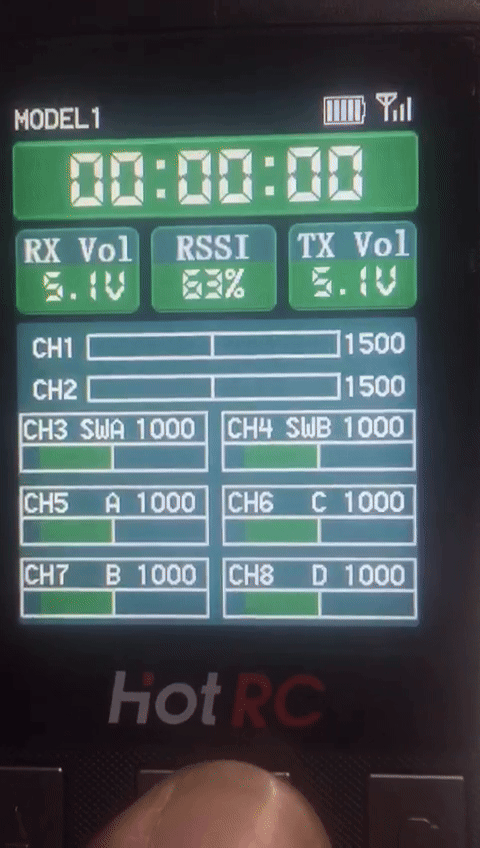 MODEL1
00:00:00
RX Vol RSSI TX Vol
5.1V 63% 5.1V
CH1 1500
CH2 1500
CH3 SWA 1000 CH4 SWB 1000
CH5 A 1000 CH6 C 1000
CH7 B 1000 CH8 D 1000
HotRC